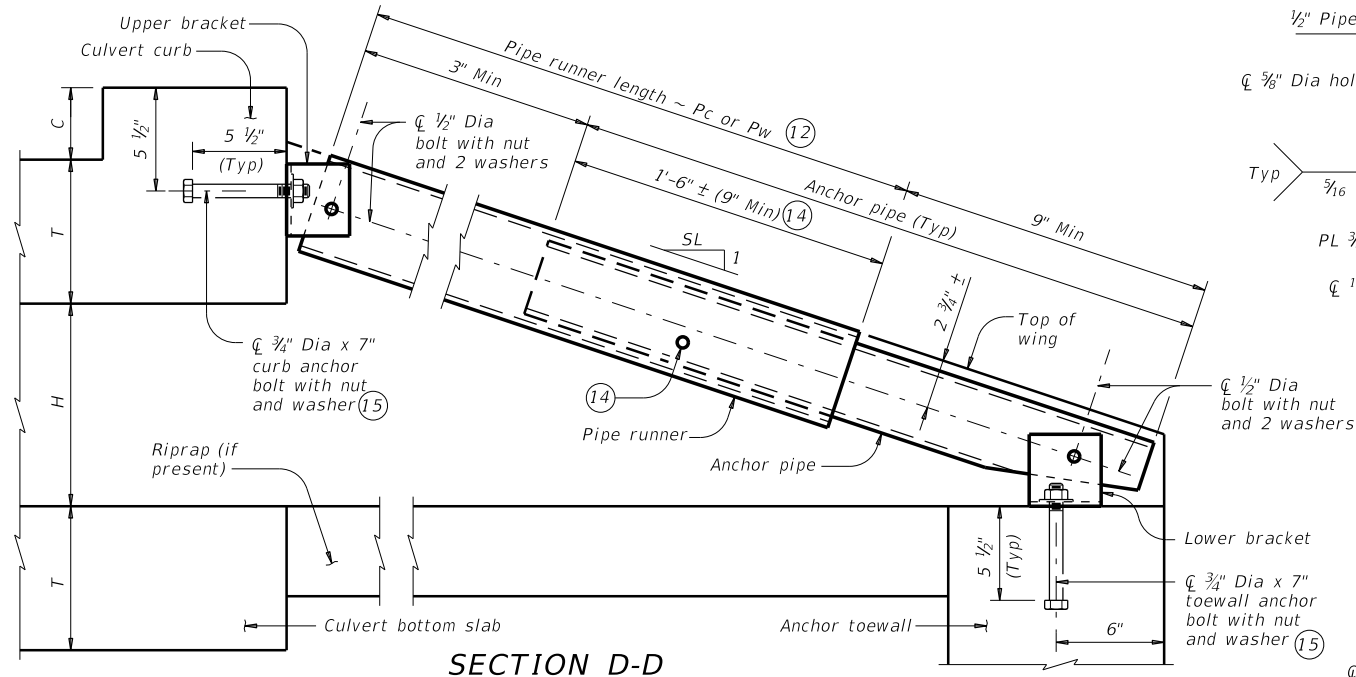 Upper bracket
Culvert curb
C
5 ½"
5 ½"
(Typ)
T
H
T
3" Min
Pipe runner length ~ Pc or Pw 12
℄ ½" Dia
bolt with nut
and 2 washers
1'-6" ± (9" Min) 14
Anchor pipe (Typ)
9" Min
SL
1
2 ¾" ±
Top of
wing
℄ ¾" Dia x 7"
curb anchor
bolt with nut
and washer 15
14
Pipe runner
Anchor pipe
Riprap (if
present)
℄ ½" Dia
bolt with nut
and 2 washers
Lower bracket
5 ½"
(Typ)
℄ ¾" Dia x 7"
toewall anchor
bolt with nut
and washer 15
6"
Culvert bottom slab
Anchor toewall
SECTION D-D
½" Pipe
℄ ⅝" Dia hol
Typ
5⁄16
PL
℄ 1